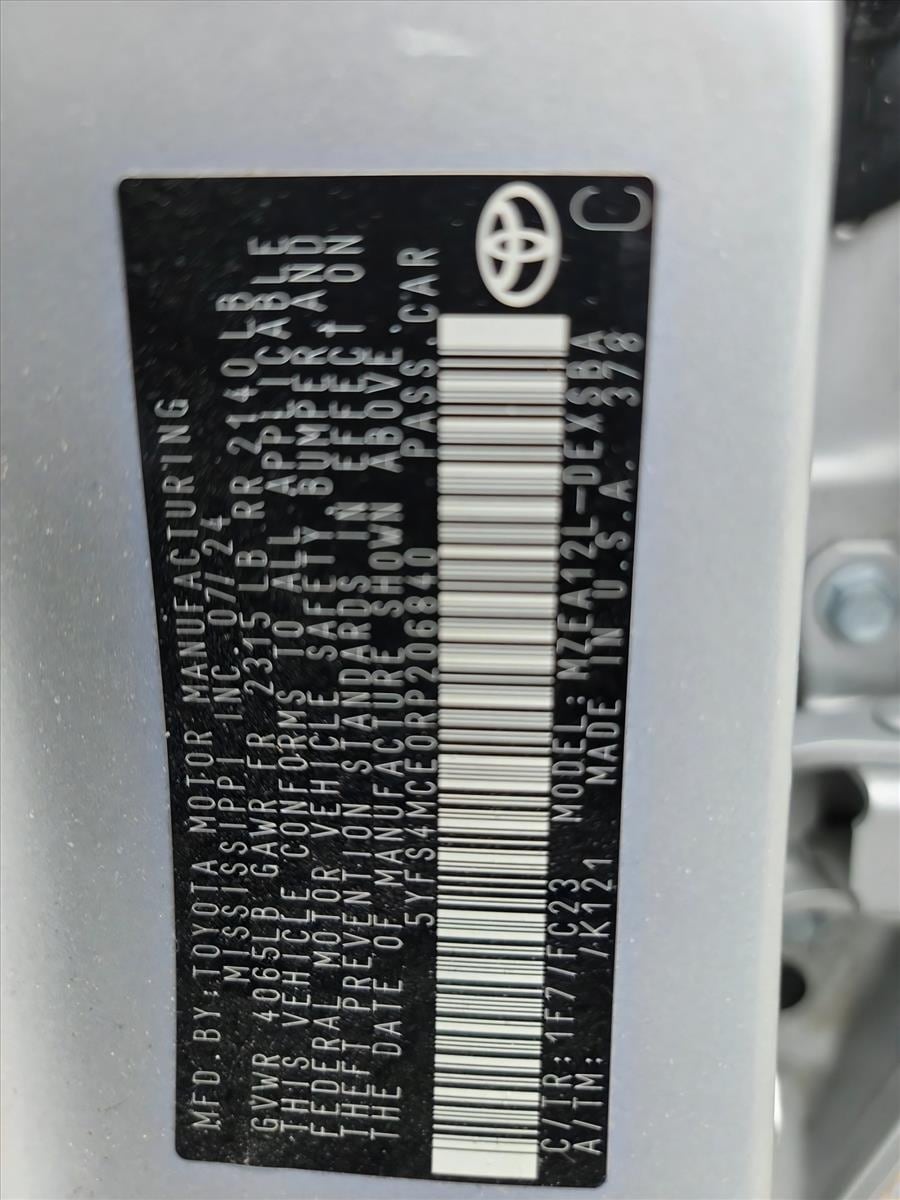 MFD.BY:TOYOTA MOTOR MANUFACTURING
MISSISSIPPI INC.07/24
GVWR 4065LB GAWR FR 2315 LB RR 2140LB
THIS VEHICLE CONFORMS TO ALL APPLICABLE
FEDERAL MOTOR VEHICLE SAFETY BUMPER AND
THEFT PREVENTION STANDARDS IN EFFECT ON
THE DATE OF MANUFACTURE SHOWN ABOVE.
5YFS4MCE0RP206840 PASS.CAR
C/TR:1F7/FC23 MODEL:MZEA12L-DEXSBA
A/TM: /K121 MADE IN U.S.A. 378 C